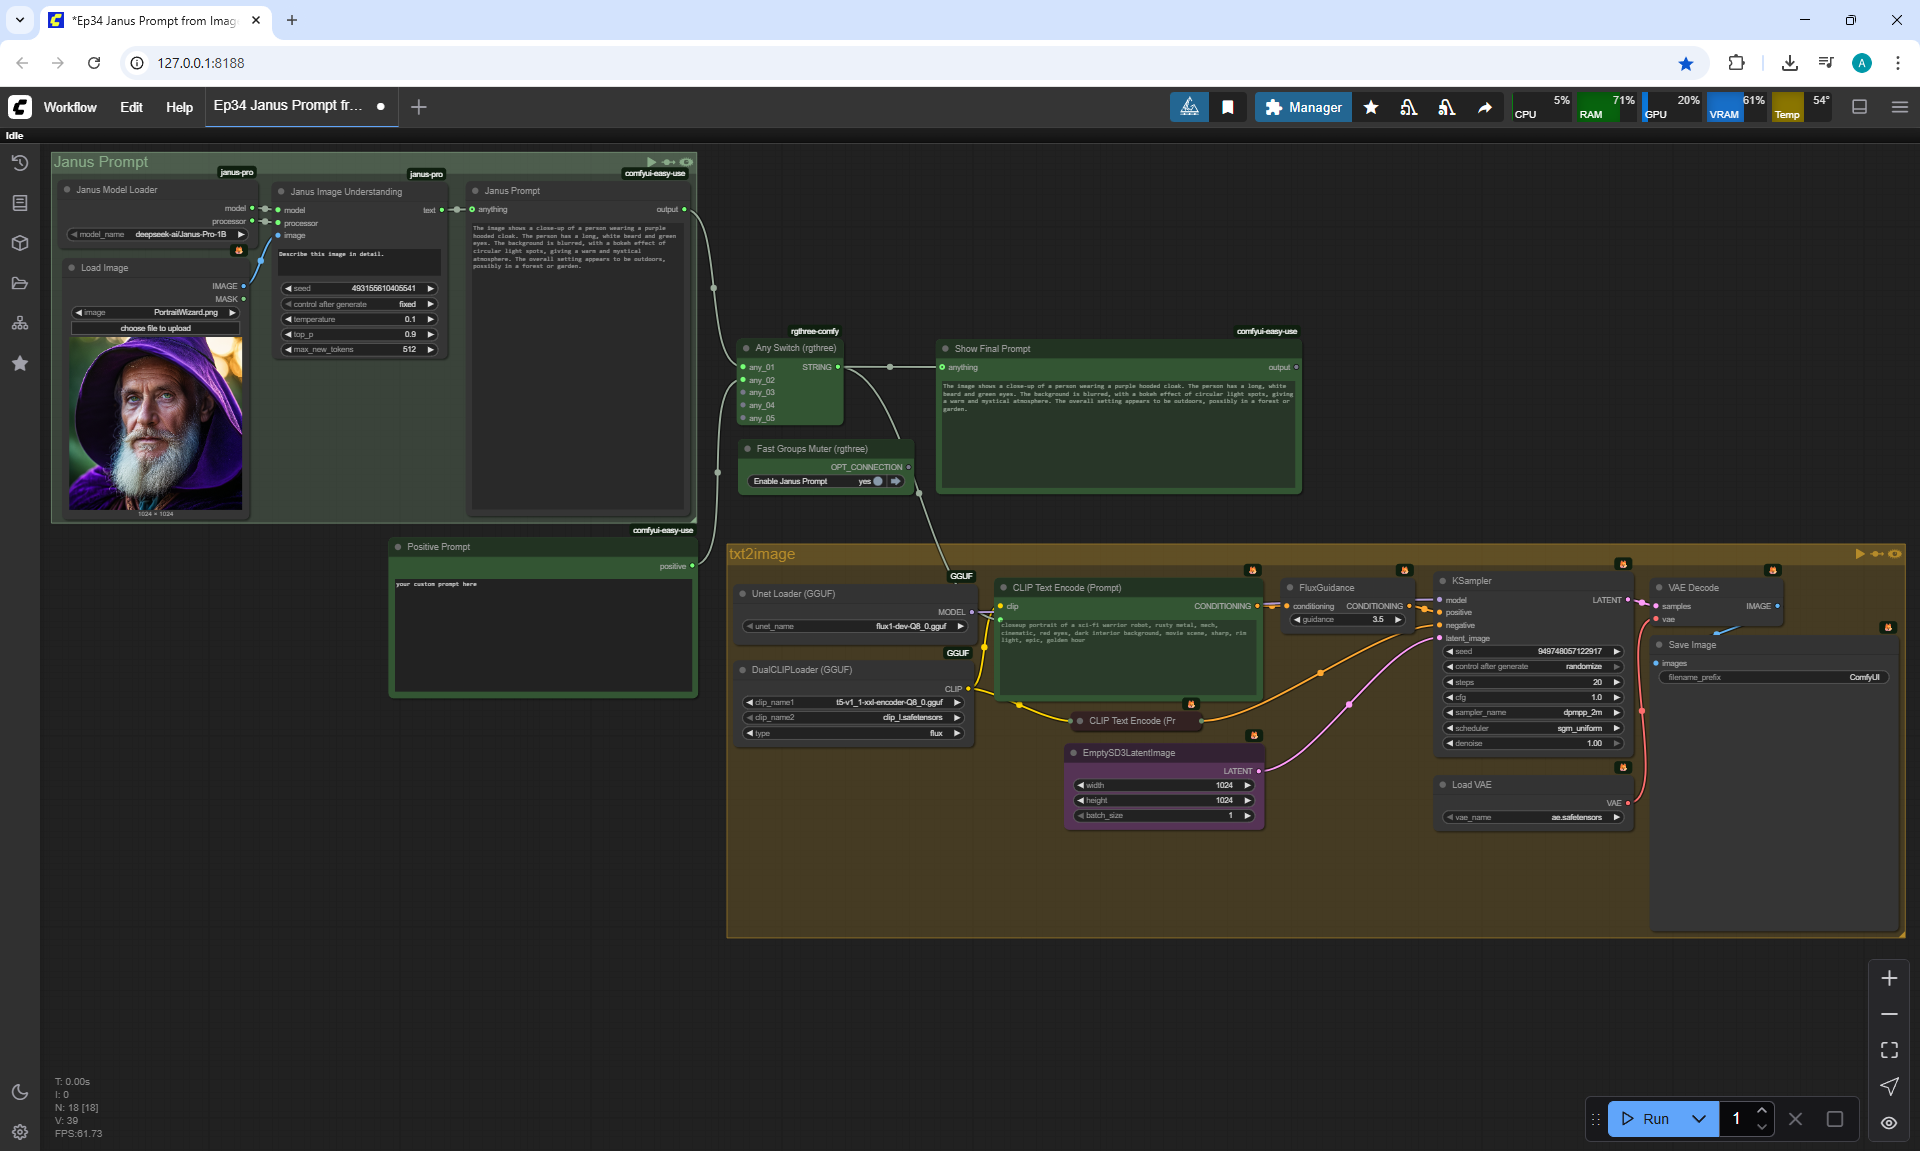 *Ep34 Janus Prompt from Imag
127.0.0.1:8188
A
Workflow
Edit
Help
Ep34 Janus Prompt fr...
Manager
CPU
5%
RAM
71%
GPU
20%
VRAM
61%
Temp
54°
Idle
Janus Prompt
janus-pro
Janus Model Loader
model
processor
model_name
deepseek-ai/Janus-Pro-1B
Load Image
IMAGE
MASK
image
PortraitWizard.png
choose file to upload
1024 × 1024
janus-pro
Janus Image Understanding
model
text
processor
image
Describe this image in detail.
seed
493155610405541
control after generate
fixed
temperature
0.1
top_p
0.9
max_new_tokens
512
comfyui-easy-use
Janus Prompt
anything
output
The image shows a close-up of a person wearing a purple
hooded cloak. The person has a long, white beard and green
eyes. The background is blurred, with a bokeh effect of
circular light spots, giving a warm and mystical
atmosphere. The overall setting appears to be outdoors,
possibly in a forest or garden.
comfyui-easy-use
Positive Prompt
positive
your custom prompt here
rgthree-comfy
Any Switch (rgthree)
any_01
STRING
any_02
any_03
any_04
any_05
Fast Groups Muter (rgthree)
OPT_CONNECTION
Enable Janus Prompt
yes
comfyui-easy-use
Show Final Prompt
anything
output
The image shows a close-up of a person wearing a purple hooded cloak. The person has a long, white
beard and green eyes. The background is blurred, with a bokeh effect of circular light spots, giving
a warm and mystical atmosphere. The overall setting appears to be outdoors, possibly in a forest or
garden.
txt2image
GGUF
Unet Loader (GGUF)
MODEL
unet_name
flux1-dev-Q8_0.gguf
GGUF
DualCLIPLoader (GGUF)
CLIP
clip_name1
t5-v1_1-xxl-encoder-Q8_0.gguf
clip_name2
clip_l.safetensors
type
flux
CLIP Text Encode (Prompt)
clip
CONDITIONING
closeup portrait of a sci-fi warrior robot, rusty metal, mech,
cinematic, red eyes, dark interior background, movie scene, sharp, rim
light, epic, golden hour
CLIP Text Encode (Pr
EmptySD3LatentImage
LATENT
width
1024
height
1024
batch_size
1
FluxGuidance
conditioning
CONDITIONING
guidance
3.5
KSampler
model
LATENT
positive
negative
latent_image
seed
949748057122917
control after generate
randomize
steps
20
cfg
1.0
sampler_name
dpmpp_2m
scheduler
sgm_uniform
denoise
1.00
Load VAE
VAE
vae_name
ae.safetensors
VAE Decode
samples
IMAGE
vae
Save Image
images
filename_prefix
ComfyUI
T: 0.00s
I: 0
N: 18 [18]
V: 39
FPS:61.73
Run
1